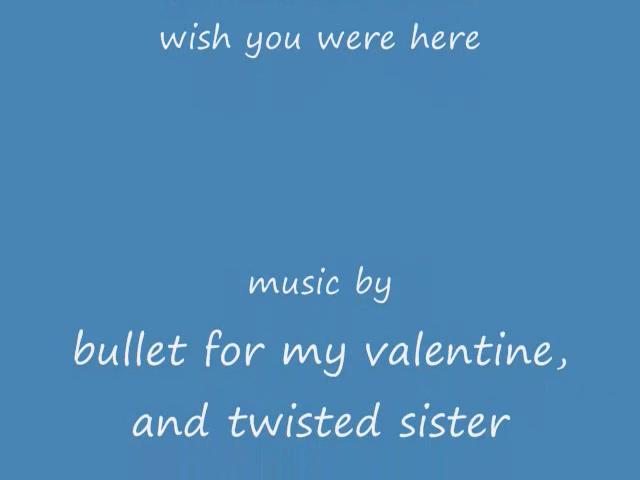 wish you were here
music by
bullet for my valentine,
and twisted sister